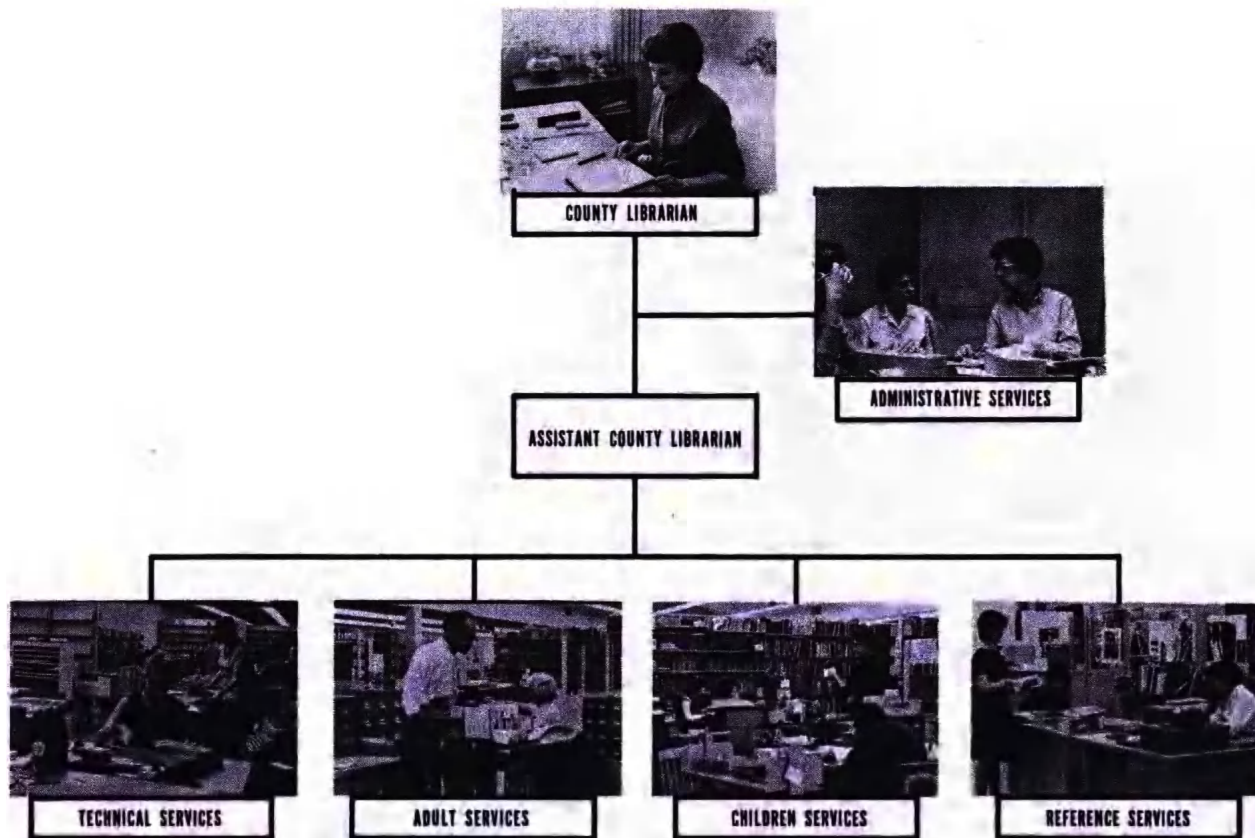 COUNTY LIBRARIAN
ADMINISTRATIVE SERVICES
ASSISTANT COUNTY LIBRARIAN
TECHNICAL SERVICES
ADULT SERVICES
CHILDREN SERVICES
REFERENCE SERVICES